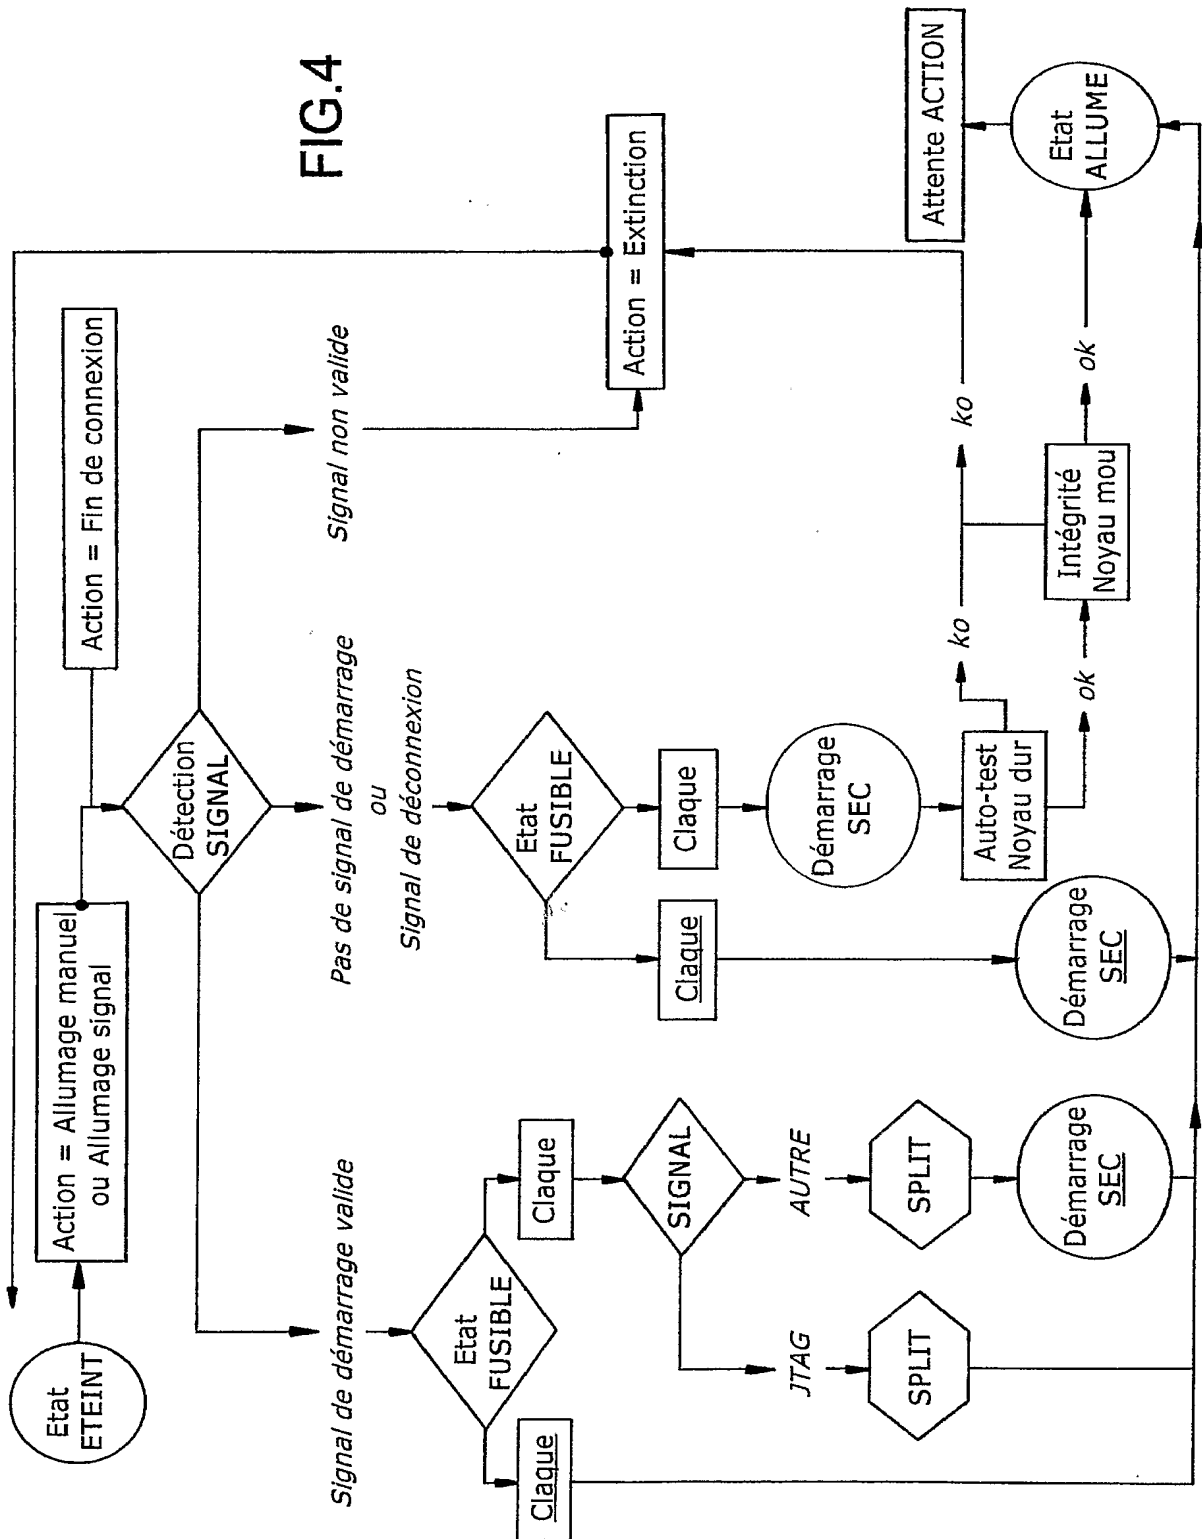 FIG.4
Etat
ETEINT
Action = Allumage manuel
ou Allumage signal
Action = Fin de connexion
Détection
SIGNAL
Signal de démarrage valide
Pas de signal de démarrage
ou
Signal de déconnexion
Signal non valide
Etat
FUSIBLE
Etat
FUSIBLE
Claque
Claque
Claque
Claque
Action = Extinction
SIGNAL
Démarrage
SEC
JTAG
AUTRE
SPLIT
SPLIT
Auto-test
Noyau dur
ko
ko
Démarrage
SEC
Démarrage
SEC
ok
Intégrité
Noyau mou
ok
Attente ACTION
Etat
ALLUME